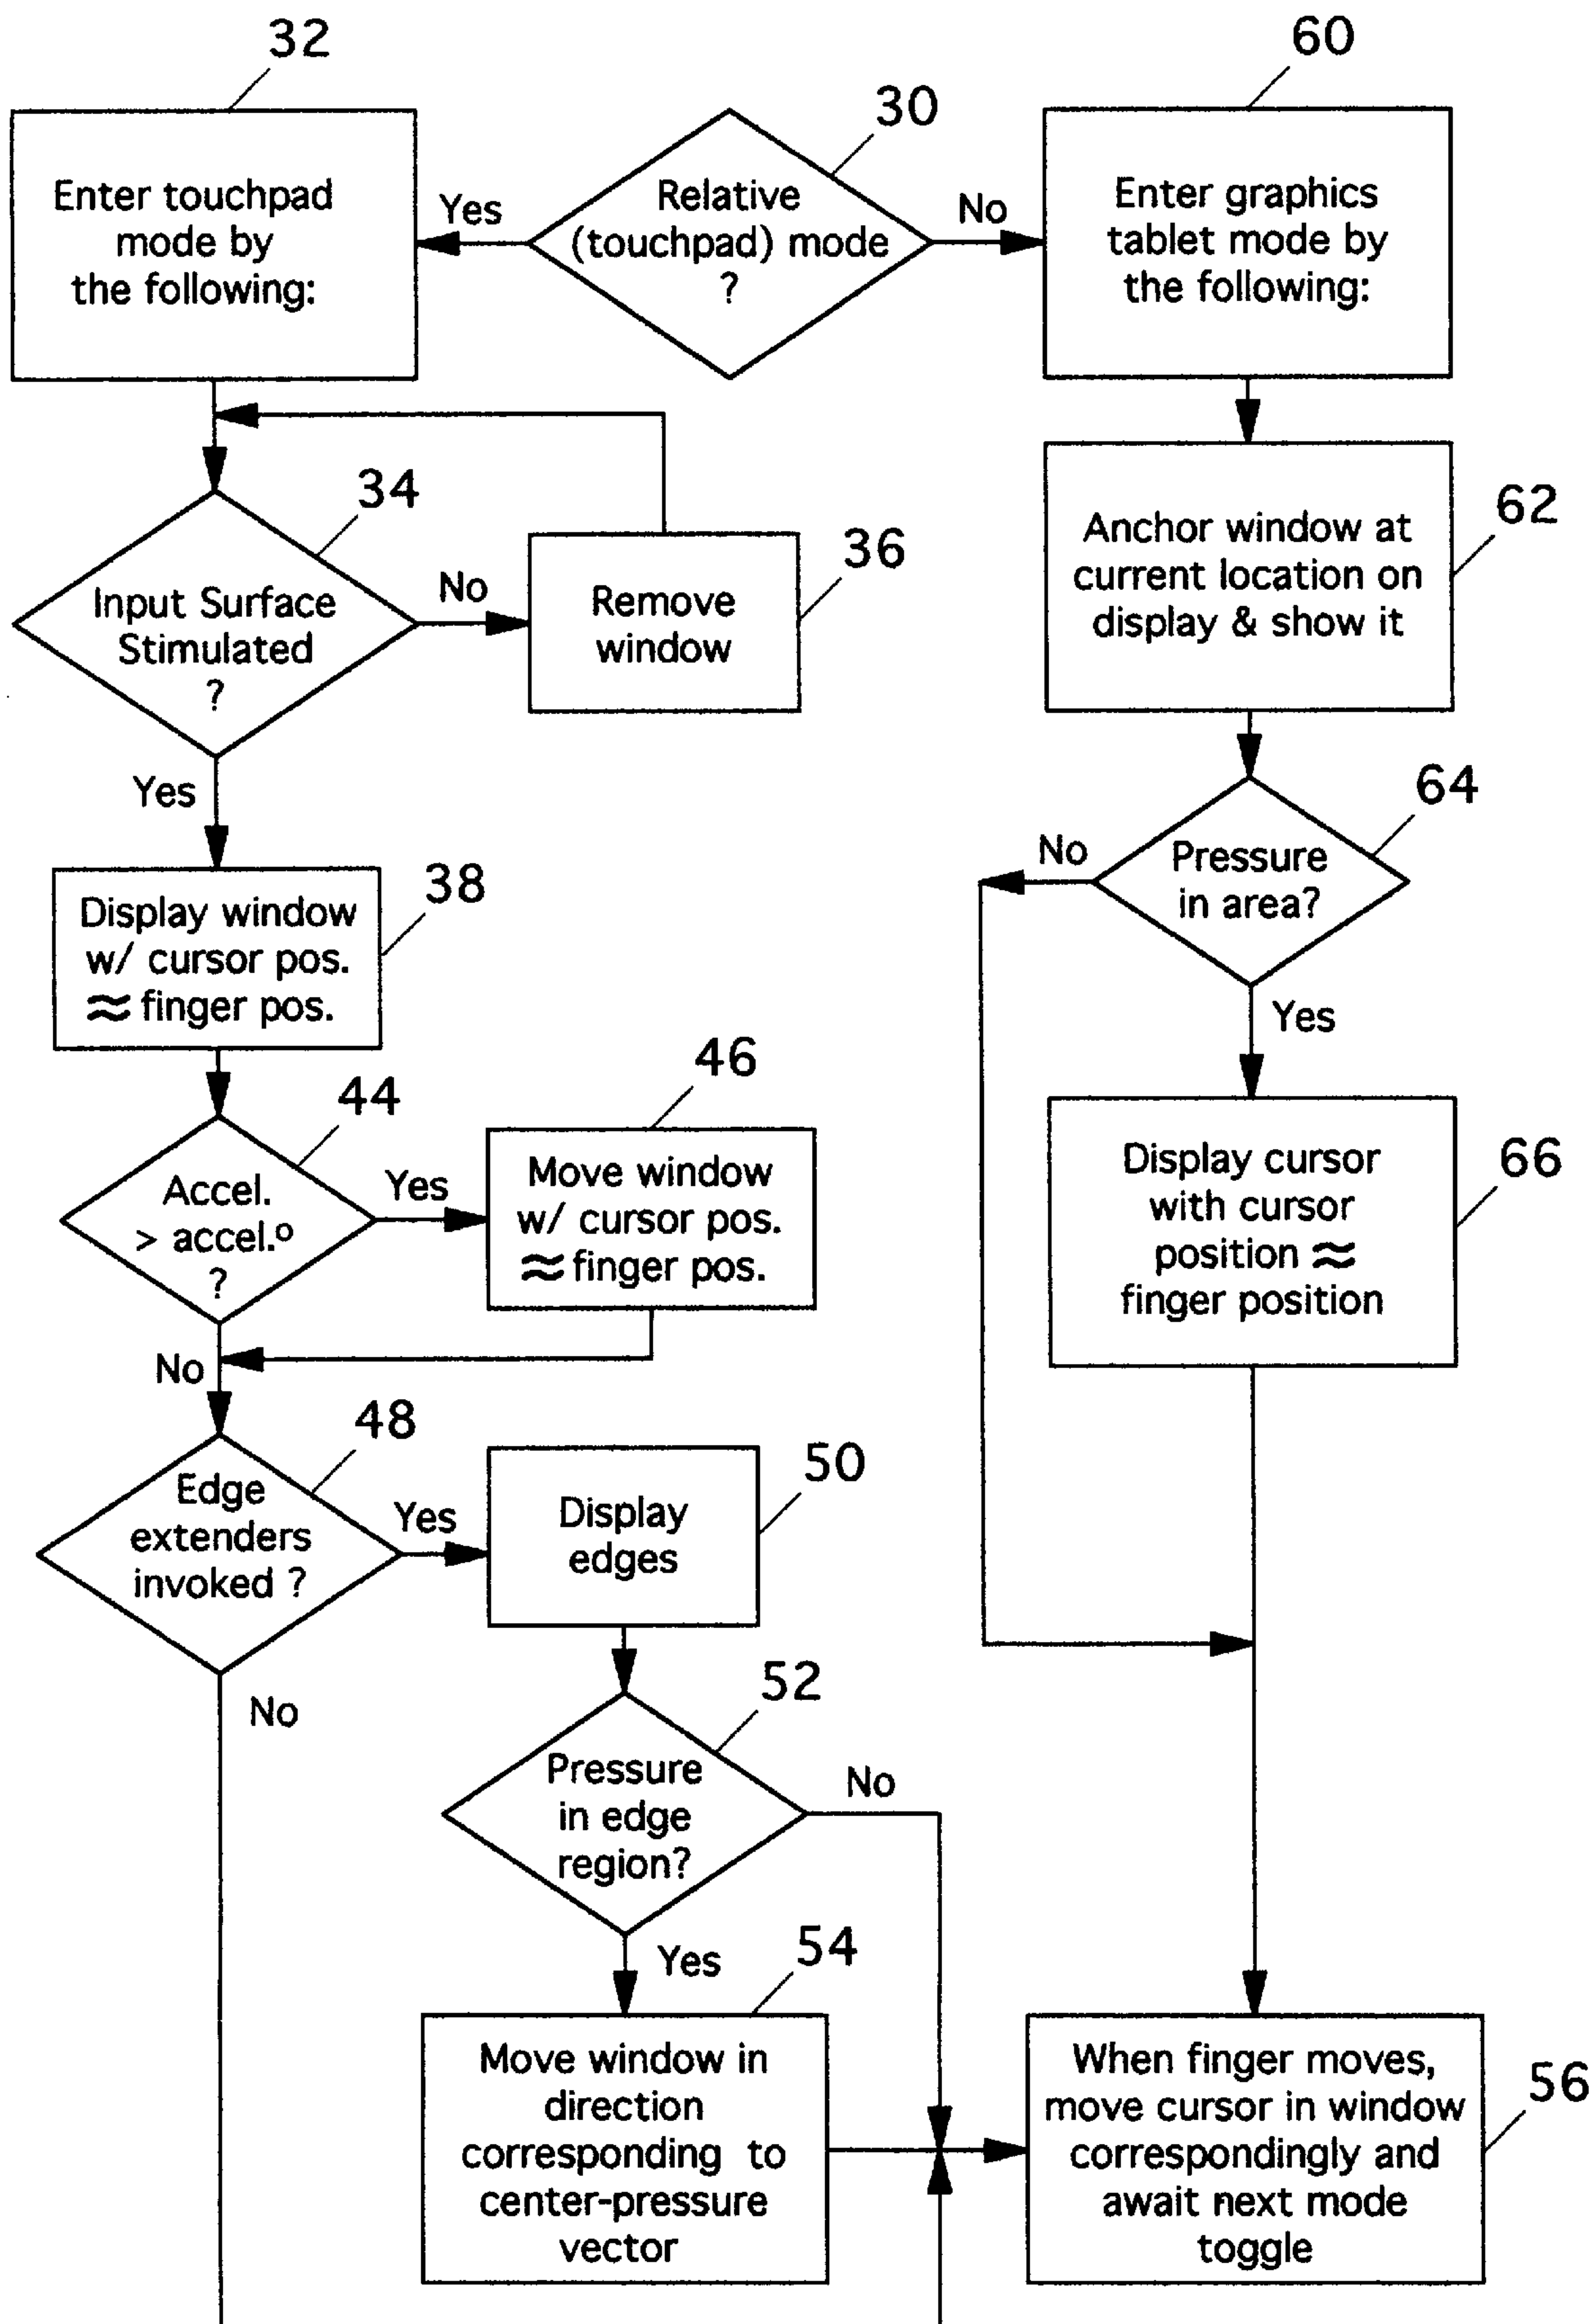 32
60
30
Enter touchpad
mode by
the following:
Yes
Relative
(touchpad) mode
?
No
Enter graphics
tablet mode by
the following:
34
Input Surface
Stimulated
?
No
36
Remove
window
62
Anchor window at
current location on
display & show it
Yes
38
Display window
w/ cursor pos.
≈ finger pos.
64
No
Pressure
in area?
Yes
44
Accel.
> accel.º
?
Yes
46
Move window
w/ cursor pos.
≈ finger pos.
66
Display cursor
with cursor
position ≈
finger position
No
48
Edge
extenders
invoked ?
Yes
50
Display
edges
No
52
Pressure
in edge
region?
No
Yes
54
Move window in
direction
corresponding to
center-pressure
vector
56
When finger moves,
move cursor in window
correspondingly and
await next mode
toggle